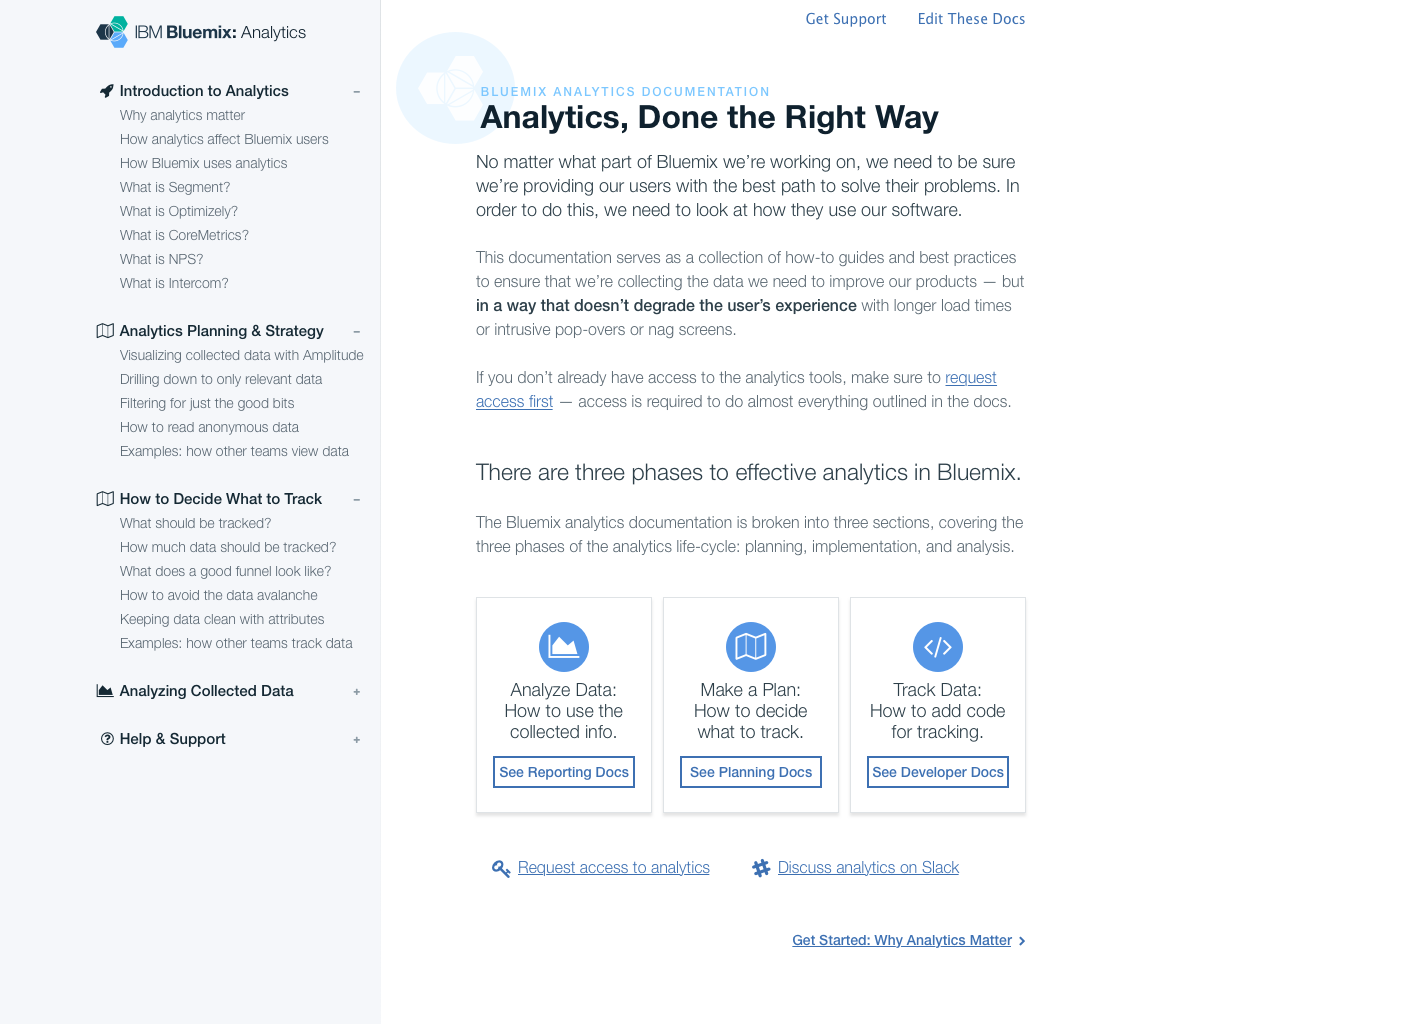 IBM Bluemix: Analytics
Introduction to Analytics –
Why analytics matter
How analytics affect Bluemix users
How Bluemix uses analytics
What is Segment?
What is Optimizely?
What is CoreMetrics?
What is NPS?
What is Intercom?
Analytics Planning & Strategy –
Visualizing collected data with Amplitude
Drilling down to only relevant data
Filtering for just the good bits
How to read anonymous data
Examples: how other teams view data
How to Decide What to Track –
What should be tracked?
How much data should be tracked?
What does a good funnel look like?
How to avoid the data avalanche
Keeping data clean with attributes
Examples: how other teams track data
Analyzing Collected Data +
Help & Support +
Get Support Edit These Docs
BLUEMIX ANALYTICS DOCUMENTATION
Analytics, Done the Right Way
No matter what part of Bluemix we’re working on, we need to be sure
we’re providing our users with the best path to solve their problems. In
order to do this, we need to look at how they use our software.
This documentation serves as a collection of how-to guides and best practices
to ensure that we’re collecting the data we need to improve our products — but
in a way that doesn’t degrade the user’s experience with longer load times
or intrusive pop-overs or nag screens.
If you don’t already have access to the analytics tools, make sure to request
access first — access is required to do almost everything outlined in the docs.
There are three phases to effective analytics in Bluemix.
The Bluemix analytics documentation is broken into three sections, covering the
three phases of the analytics life-cycle: planning, implementation, and analysis.
Analyze Data:
How to use the
collected info.
See Reporting Docs
Make a Plan:
How to decide
what to track.
See Planning Docs
</>
Track Data:
How to add code
for tracking.
See Developer Docs
Request access to analytics
Discuss analytics on Slack
Get Started: Why Analytics Matter